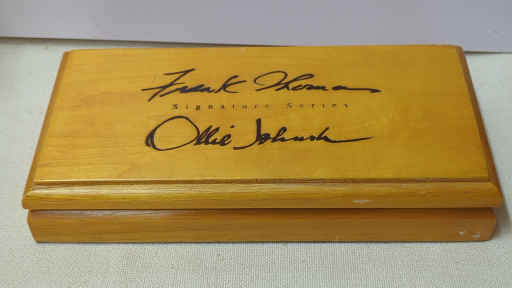 Frank Thomas
Signature Series
Ollie Johnston